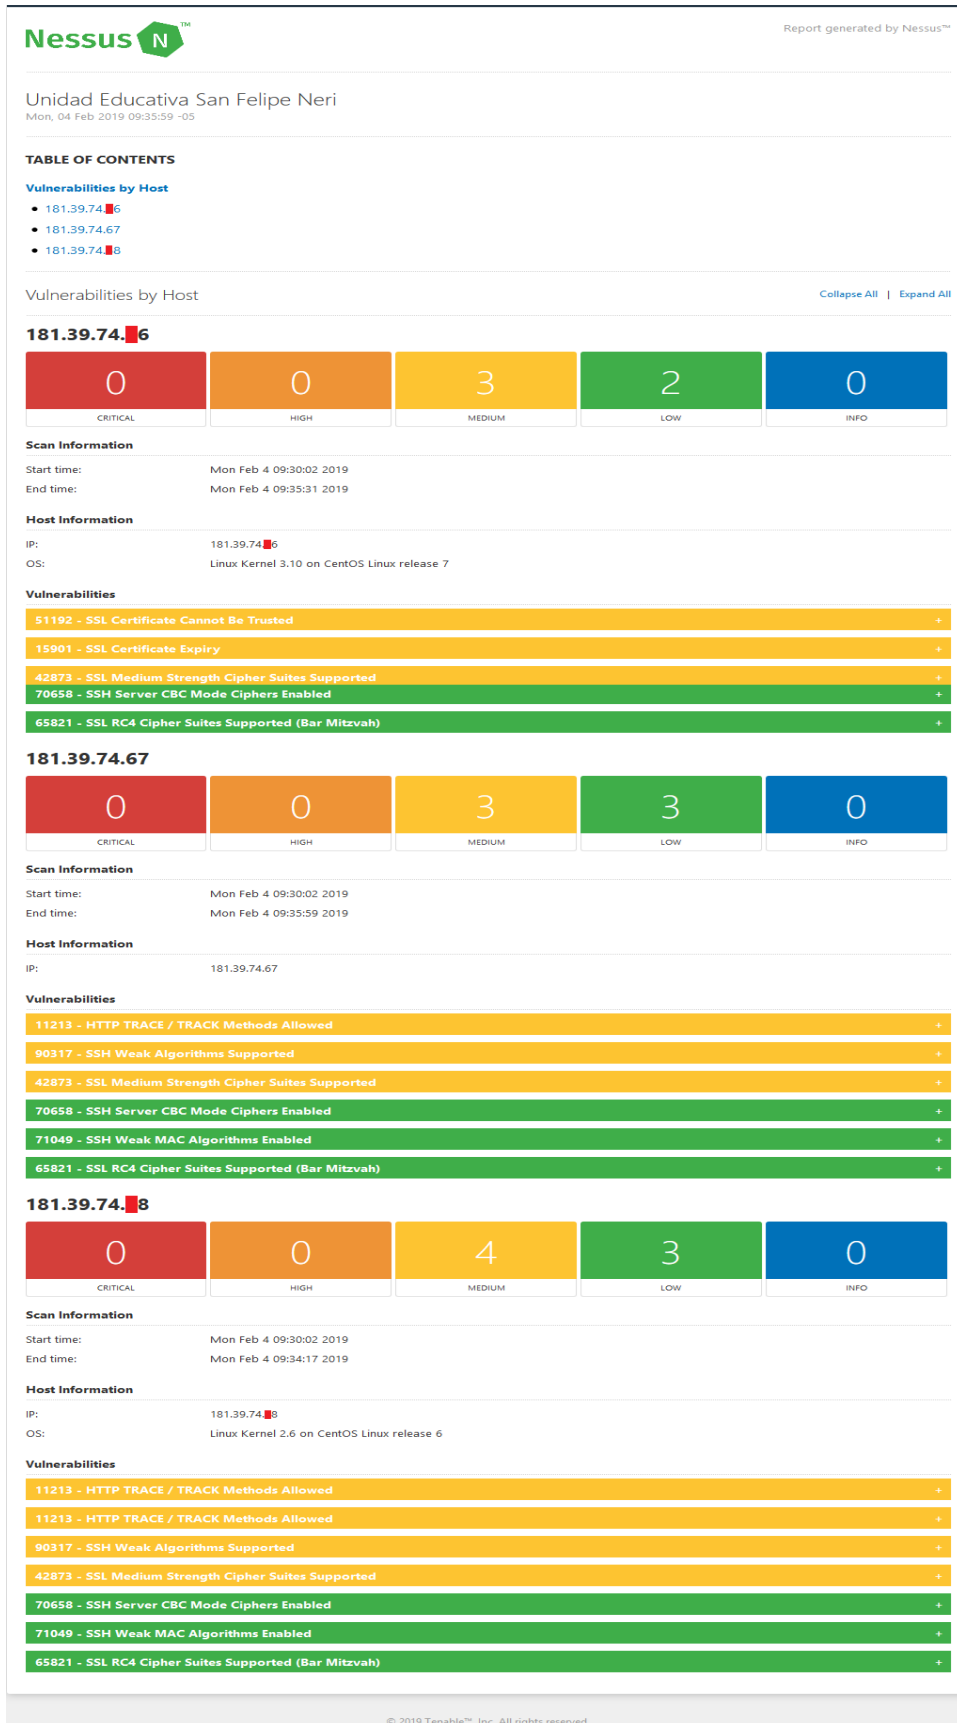 Nessus N ™
Report generated by Nessus™
Unidad Educativa San Felipe Neri
Mon, 04 Feb 2019 09:35:59 -05
TABLE OF CONTENTS
Vulnerabilities by Host
• 181.39.74. 6
• 181.39.74.67
• 181.39.74. 8
Vulnerabilities by Host
Collapse All | Expand All
181.39.74. 6
0 0 3 2 0
CRITICAL HIGH MEDIUM LOW INFO
Scan Information
Start time: Mon Feb 4 09:30:02 2019
End time: Mon Feb 4 09:35:31 2019
Host Information
IP: 181.39.74. 6
OS: Linux Kernel 3.10 on CentOS Linux release 7
Vulnerabilities
51192 - SSL Certificate Cannot Be Trusted +
15901 - SSL Certificate Expiry +
42873 - SSL Medium Strength Cipher Suites Supported +
70658 - SSH Server CBC Mode Ciphers Enabled +
65821 - SSL RC4 Cipher Suites Supported (Bar Mitzvah) +
181.39.74.67
0 0 3 3 0
CRITICAL HIGH MEDIUM LOW INFO
Scan Information
Start time: Mon Feb 4 09:30:02 2019
End time: Mon Feb 4 09:35:59 2019
Host Information
IP: 181.39.74.67
Vulnerabilities
11213 - HTTP TRACE / TRACK Methods Allowed +
90317 - SSH Weak Algorithms Supported +
42873 - SSL Medium Strength Cipher Suites Supported +
70658 - SSH Server CBC Mode Ciphers Enabled +
71049 - SSH Weak MAC Algorithms Enabled +
65821 - SSL RC4 Cipher Suites Supported (Bar Mitzvah) +
181.39.74. 8
0 0 4 3 0
CRITICAL HIGH MEDIUM LOW INFO
Scan Information
Start time: Mon Feb 4 09:30:02 2019
End time: Mon Feb 4 09:34:17 2019
Host Information
IP: 181.39.74. 8
OS: Linux Kernel 2.6 on CentOS Linux release 6
Vulnerabilities
11213 - HTTP TRACE / TRACK Methods Allowed +
11213 - HTTP TRACE / TRACK Methods Allowed +
90317 - SSH Weak Algorithms Supported +
42873 - SSL Medium Strength Cipher Suites Supported +
70658 - SSH Server CBC Mode Ciphers Enabled +
71049 - SSH Weak MAC Algorithms Enabled +
65821 - SSL RC4 Cipher Suites Supported (Bar Mitzvah) +
© 2019 Tenable™, Inc. All rights reserved